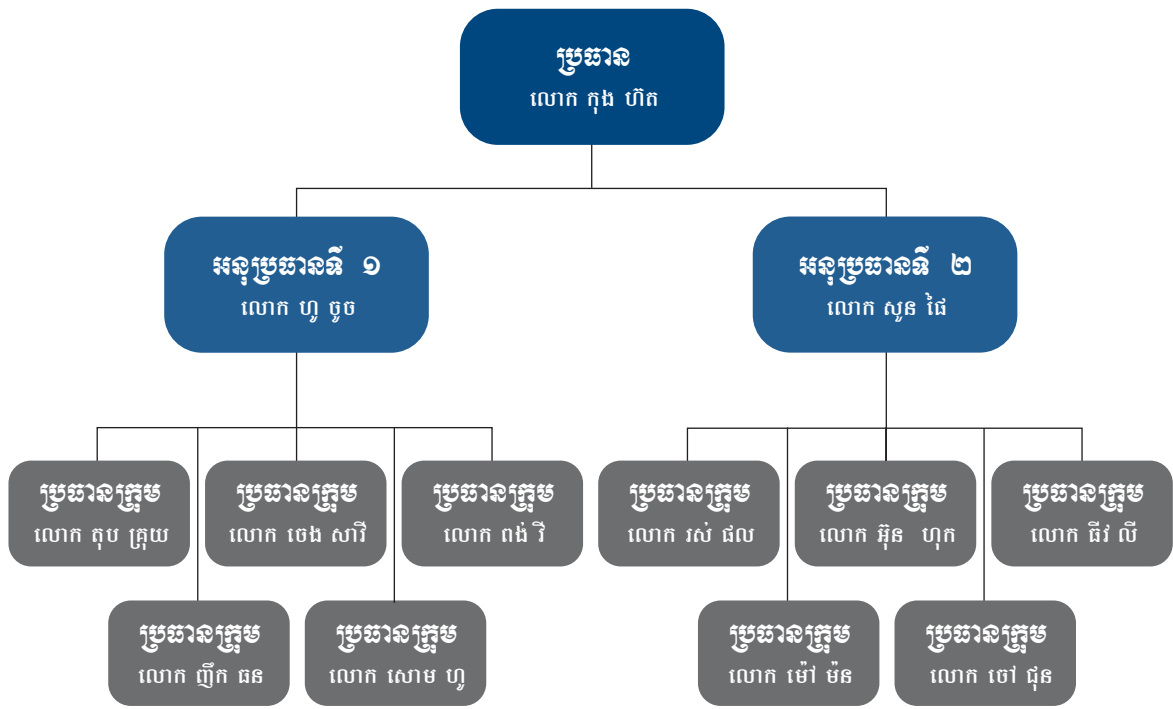 ប្រធាន
លោក កុង ហ៊ត
អនុប្រធានទី ១
លោក ហូ ចូច
អនុប្រធានទី ២
លោក សួន ផៃ
ប្រធានក្រុម
លោក តុប គ្រុយ
ប្រធានក្រុម
លោក ចេង សារី
ប្រធានក្រុម
លោក ពង់ រី
ប្រធានក្រុម
លោក រស់ ផល
ប្រធានក្រុម
លោក អ៊ុន ហុក
ប្រធានក្រុម
លោក ធីវ លី
ប្រធានក្រុម
លោក ញឹក ធន
ប្រធានក្រុម
លោក សោម ហូ
ប្រធានក្រុម
លោក ម៉ៅ ម៉ន
ប្រធានក្រុម
លោក ចៅ ជុន